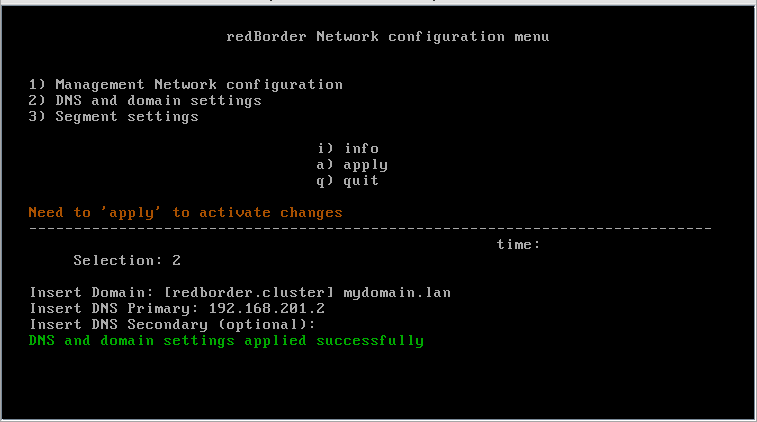 redBorder Network configuration menu
1) Management Network configuration
2) DNS and domain settings
3) Segment settings
i) info
a) apply
q) quit
Need to 'apply' to activate changes
--------------------------------------------------------------------------------
time:
Selection: 2
Insert Domain: [redborder.cluster] mydomain.lan
Insert DNS Primary: 192.168.201.2
Insert DNS Secondary (optional):
DNS and domain settings applied successfully